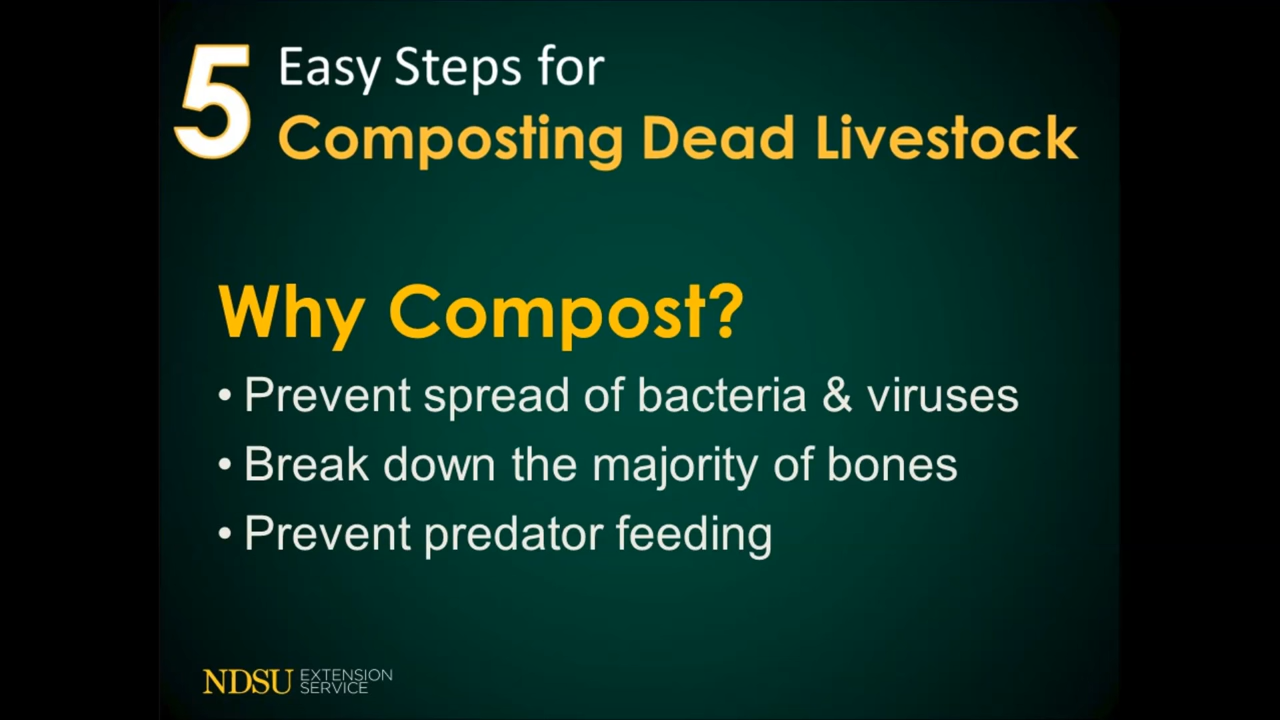 5
Easy Steps for
Composting Dead Livestock
Why Compost?
• Prevent spread of bacteria & viruses
• Break down the majority of bones
• Prevent predator feeding
NDSU EXTENSION
SERVICE